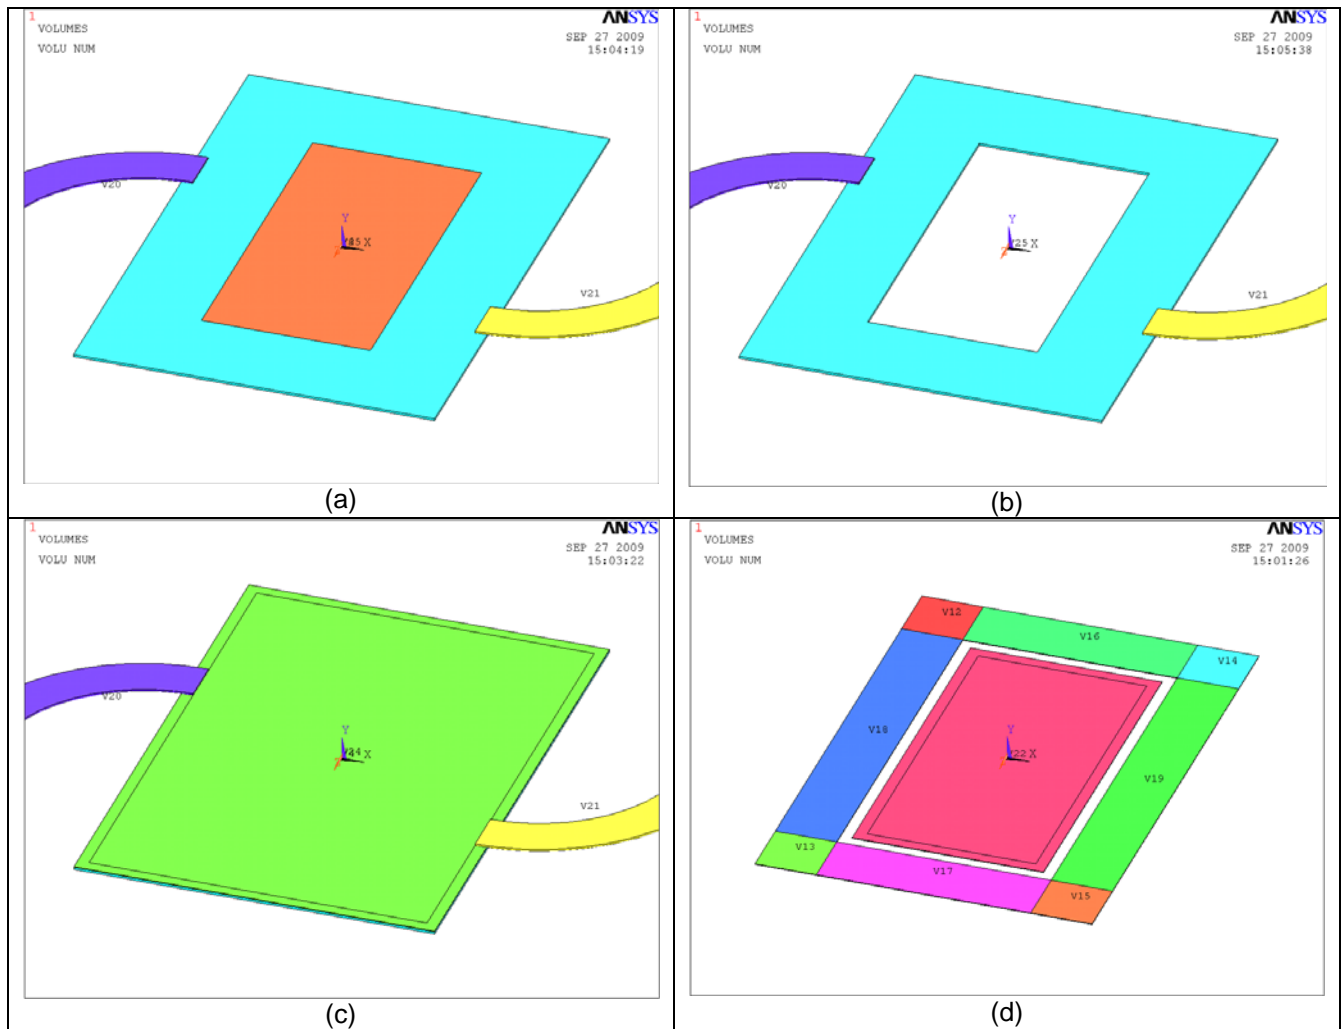 1
ANSYS
VOLUMES
VOLU NUM
SEP 27 2009
15:04:19
V20
Y
X
V21
(a)
1
ANSYS
VOLUMES
VOLU NUM
SEP 27 2009
15:05:38
V20
Y
V25 X
V21
(b)
1
ANSYS
VOLUMES
VOLU NUM
SEP 27 2009
15:03:22
V20
Y
X
V21
(c)
1
ANSYS
VOLUMES
VOLU NUM
SEP 27 2009
15:01:26
V12
V16
V14
V18
Y
V22 X
V19
V13
V17
V15
(d)